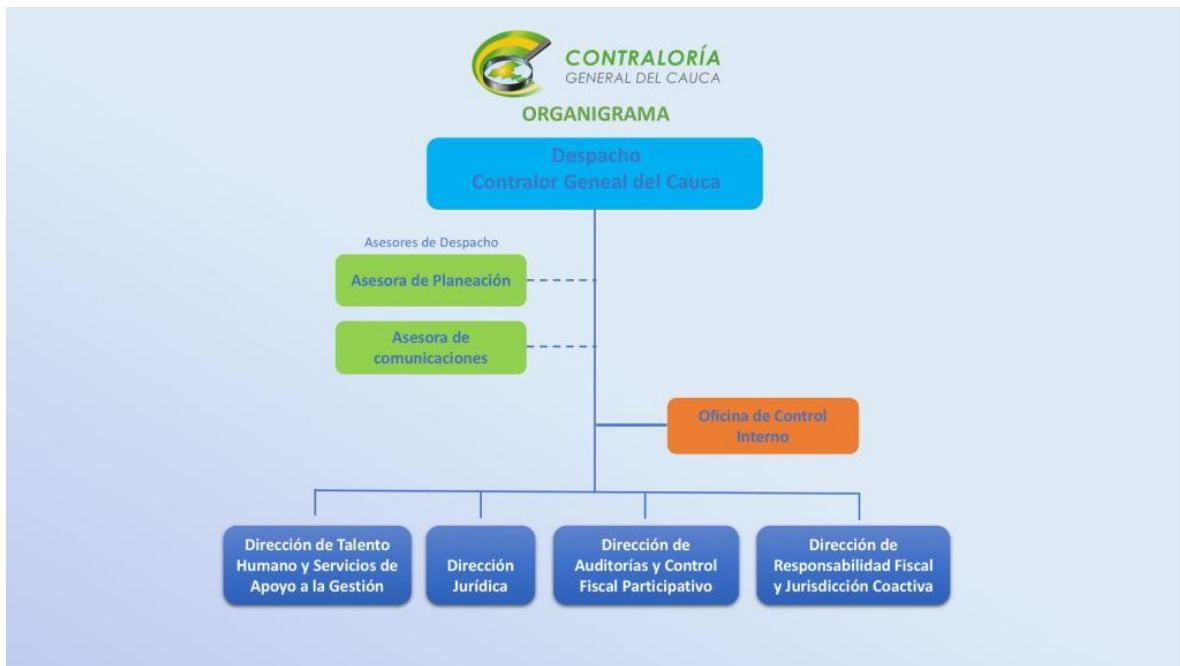 CONTRALORÍA
GENERAL DEL CAUCA
ORGANIGRAMA
Despacho
Contralor Geneal del Cauca
Asesores de Despacho
Asesora de Planeación
Asesora de
comunicaciones
Oficina de Control
Interno
Dirección de Talento
Humano y Servicios de
Apoyo a la Gestión
Dirección
Jurídica
Dirección de
Auditorías y Control
Fiscal Participativo
Dirección de
Responsabilidad Fiscal
y Jurisdicción Coactiva